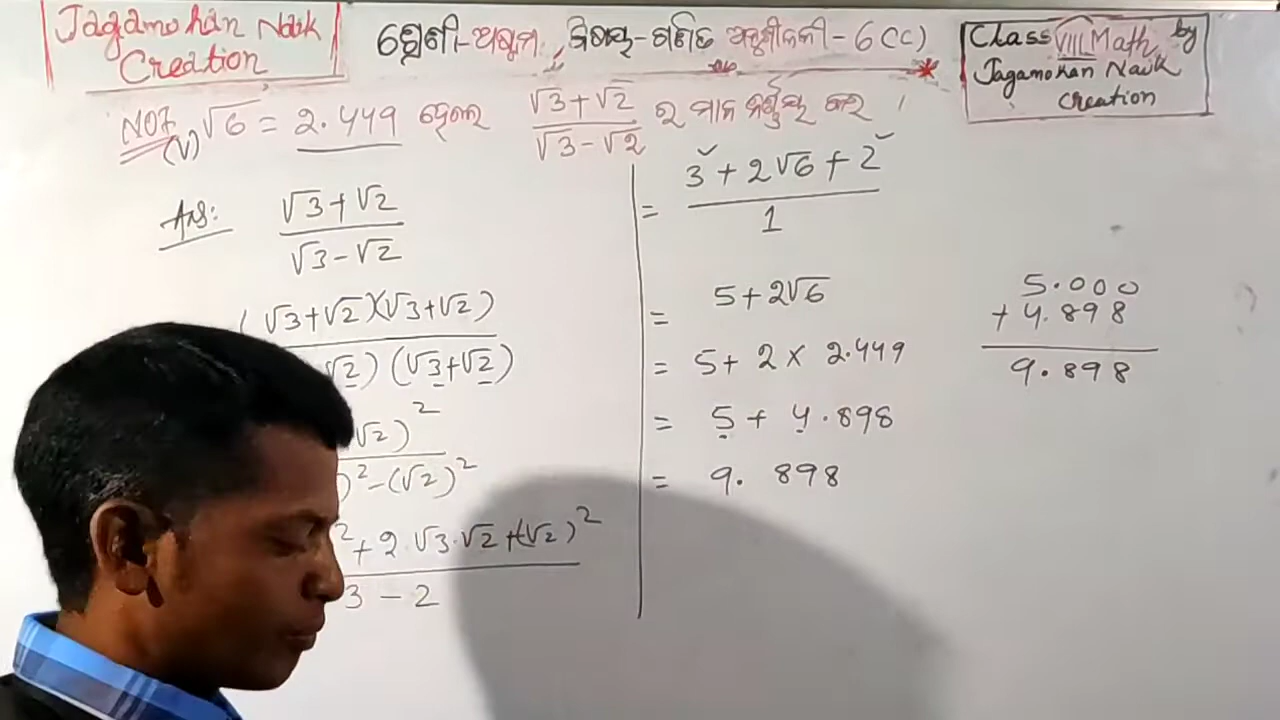 Jagamohan Naik
Creation
ଶ୍ରେଣୀ-ଅଷ୍ଟମ, ବିଷୟ-ଗଣିତ ଅନୁଶୀଳନୀ - 6(C)
Class VIII Math by
Jagamohan Naik
Creation
NO7 (V) √6 = 2.449 ହେଲେ (√3+√2)/(√3-√2) ର ମାନ ନିର୍ଣ୍ଣୟ କର ।
Ans: (√3+√2)/(√3-√2)
(√3+√2)(√3+√2)
√2) (√3+√2)
√2)²
)² - (√2)²
² + 2·√3·√2 + (√2)²
3 - 2
= (3 + 2√6 + 2)/1
= 5 + 2√6
= 5 + 2 × 2.449
= 5 + 4.898
= 9.898
5.000
+ 4.898
9.898